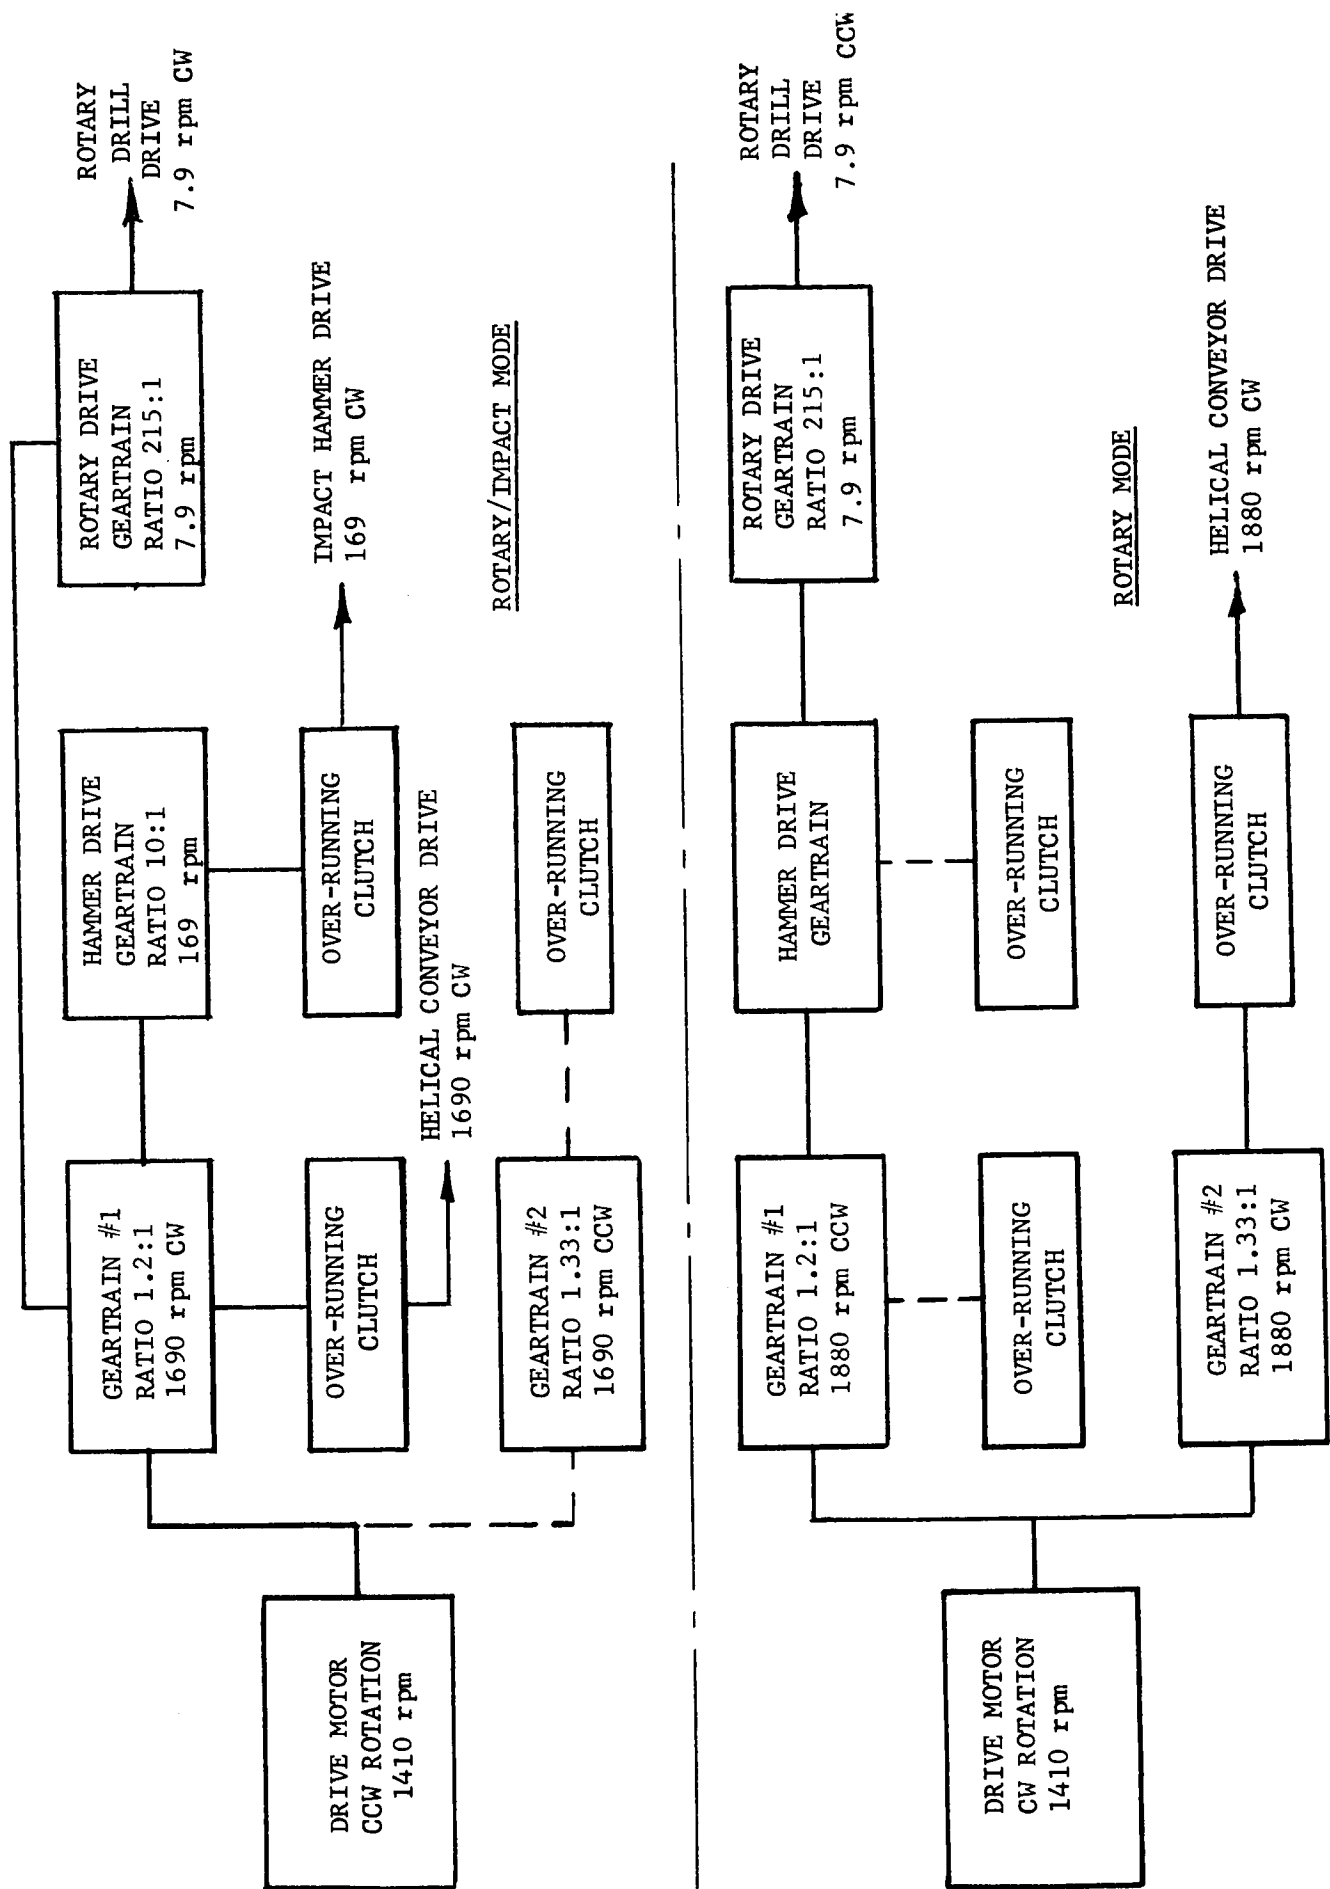 DRIVE MOTOR
CCW ROTATION
1410 rpm
GEARTRAIN #1
RATIO 1.2:1
1690 rpm CW
OVER-RUNNING
CLUTCH
HELICAL CONVEYOR DRIVE
1690 rpm CW
GEARTRAIN #2
RATIO 1.33:1
1690 rpm CCW
HAMMER DRIVE
GEARTRAIN
RATIO 10:1
169 rpm
OVER-RUNNING
CLUTCH
IMPACT HAMMER DRIVE
169 rpm CW
OVER-RUNNING
CLUTCH
ROTARY DRIVE
GEARTRAIN
RATIO 215:1
7.9 rpm
ROTARY
DRILL
DRIVE
7.9 rpm CW
ROTARY/IMPACT MODE
DRIVE MOTOR
CW ROTATION
1410 rpm
GEARTRAIN #1
RATIO 1.2:1
1880 rpm CCW
OVER-RUNNING
CLUTCH
GEARTRAIN #2
RATIO 1.33:1
1880 rpm CW
HAMMER DRIVE
GEARTRAIN
OVER-RUNNING
CLUTCH
OVER-RUNNING
CLUTCH
ROTARY DRIVE
GEARTRAIN
RATIO 215:1
7.9 rpm
ROTARY
DRILL
DRIVE
7.9 rpm CCW
ROTARY MODE
HELICAL CONVEYOR DRIVE
1880 rpm CW